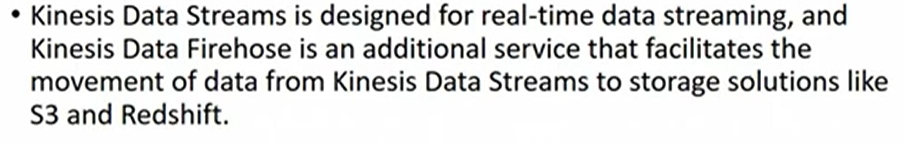 • Kinesis Data Streams is designed for real-time data streaming, and
Kinesis Data Firehose is an additional service that facilitates the
movement of data from Kinesis Data Streams to storage solutions like
S3 and Redshift.